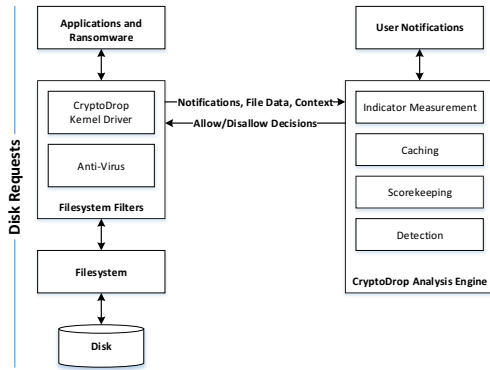 Disk Requests
Applications and
Ransomware
CryptoDrop
Kernel Driver
Anti-Virus
Filesystem Filters
Filesystem
Disk
Notifications, File Data, Context
Allow/Disallow Decisions
User Notifications
Indicator Measurement
Caching
Scorekeeping
Detection
CryptoDrop Analysis Engine